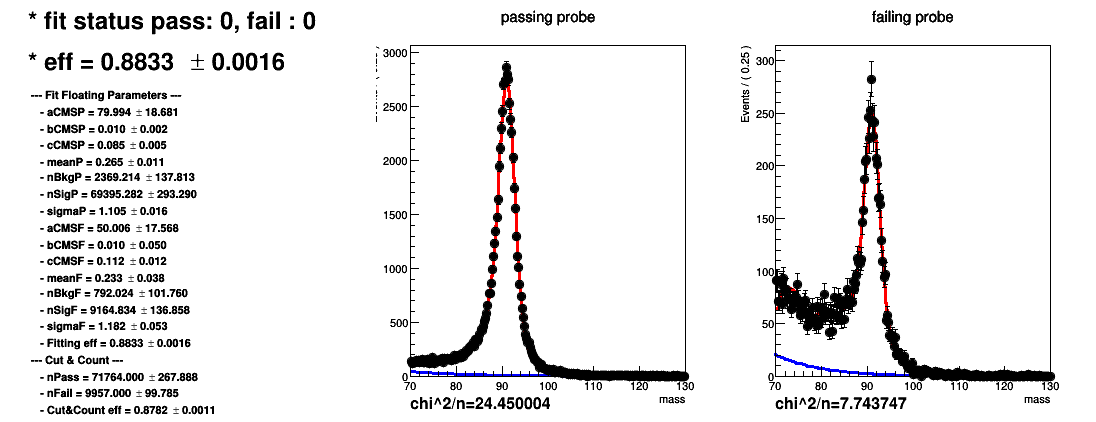 * fit status pass: 0, fail : 0
* eff = 0.8833 ± 0.0016
--- Fit Floating Parameters ---
- aCMSP = 79.994 ± 18.681
- bCMSP = 0.010 ± 0.002
- cCMSP = 0.085 ± 0.005
- meanP = 0.265 ± 0.011
- nBkgP = 2369.214 ± 137.813
- nSigP = 69395.282 ± 293.290
- sigmaP = 1.105 ± 0.016
- aCMSF = 50.006 ± 17.568
- bCMSF = 0.010 ± 0.050
- cCMSF = 0.112 ± 0.012
- meanF = 0.233 ± 0.038
- nBkgF = 792.024 ± 101.760
- nSigF = 9164.834 ± 136.858
- sigmaF = 1.182 ± 0.053
- Fitting eff = 0.8833 ± 0.0016
--- Cut & Count ---
- nPass = 71764.000 ± 267.888
- nFail = 9957.000 ± 99.785
- Cut&Count eff = 0.8782 ± 0.0011
passing probe
3000
2500
2000
1500
1000
500
0
70 80 90 100 110 120 130
mass
chi^2/n=24.450004
failing probe
Events / ( 0.25 )
300
250
200
150
100
50
0
70 80 90 100 110 120 130
mass
chi^2/n=7.743747